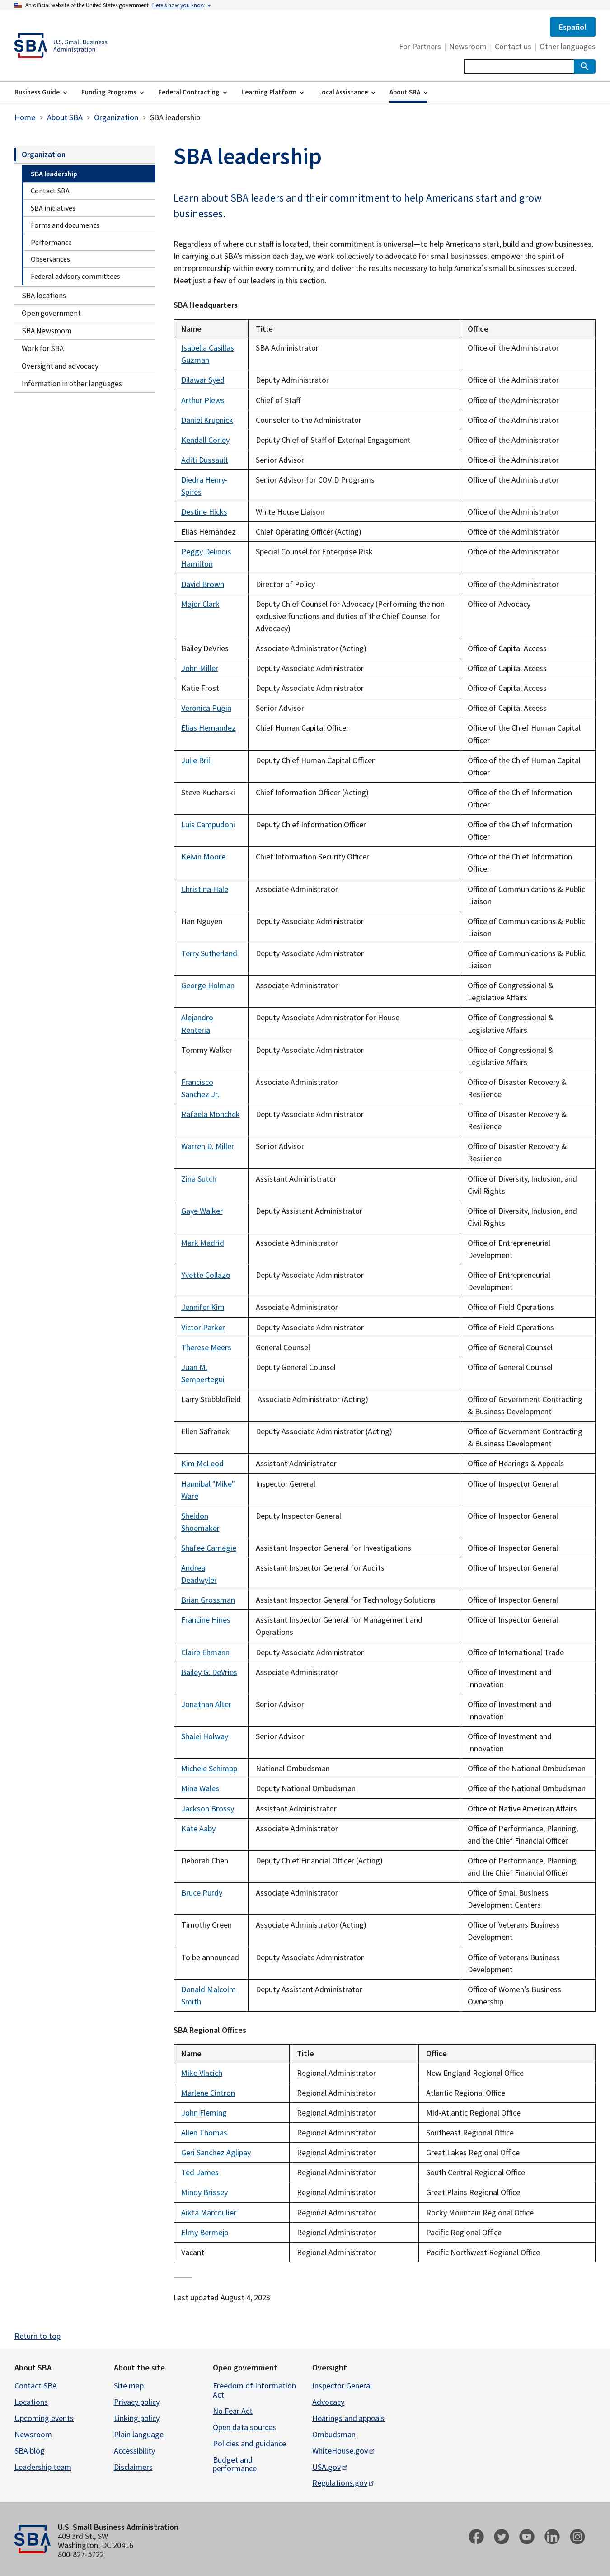 An official website of the United States government Here's how you know
Español
SBA U.S. Small Business
Administration
For Partners | Newsroom | Contact us | Other languages
Business Guide Funding Programs Federal Contracting Learning Platform Local Assistance About SBA
Home > About SBA > Organization > SBA leadership
Organization
SBA leadership
Contact SBA
SBA initiatives
Forms and documents
Performance
Observances
Federal advisory committees
SBA locations
Open government
SBA Newsroom
Work for SBA
Oversight and advocacy
Information in other languages
SBA leadership
Learn about SBA leaders and their commitment to help Americans start and grow
businesses.
Regardless of where our staff is located, their commitment is universal—to help Americans start, build and grow businesses.
In carrying out SBA's mission each day, we work collectively to advocate for small businesses, empower the spirit of
entrepreneurship within every community, and deliver the results necessary to help America's small businesses succeed.
Meet just a few of our leaders in this section.
SBA Headquarters
Name Title Office
Isabella Casillas SBA Administrator Office of the Administrator
Guzman
Dilawar Syed Deputy Administrator Office of the Administrator
Arthur Plews Chief of Staff Office of the Administrator
Daniel Krupnick Counselor to the Administrator Office of the Administrator
Kendall Corley Deputy Chief of Staff of External Engagement Office of the Administrator
Aditi Dussault Senior Advisor Office of the Administrator
Diedra Henry- Senior Advisor for COVID Programs Office of the Administrator
Spires
Destine Hicks White House Liaison Office of the Administrator
Elias Hernandez Chief Operating Officer (Acting) Office of the Administrator
Peggy Delinois Special Counsel for Enterprise Risk Office of the Administrator
Hamilton
David Brown Director of Policy Office of the Administrator
Major Clark Deputy Chief Counsel for Advocacy (Performing the non- Office of Advocacy
exclusive functions and duties of the Chief Counsel for
Advocacy)
Bailey DeVries Associate Administrator (Acting) Office of Capital Access
John Miller Deputy Associate Administrator Office of Capital Access
Katie Frost Deputy Associate Administrator Office of Capital Access
Veronica Pugin Senior Advisor Office of Capital Access
Elias Hernandez Chief Human Capital Officer Office of the Chief Human Capital
Officer
Julie Brill Deputy Chief Human Capital Officer Office of the Chief Human Capital
Officer
Steve Kucharski Chief Information Officer (Acting) Office of the Chief Information
Officer
Luis Campudoni Deputy Chief Information Officer Office of the Chief Information
Officer
Kelvin Moore Chief Information Security Officer Office of the Chief Information
Officer
Christina Hale Associate Administrator Office of Communications & Public
Liaison
Han Nguyen Deputy Associate Administrator Office of Communications & Public
Liaison
Terry Sutherland Deputy Associate Administrator Office of Communications & Public
Liaison
George Holman Associate Administrator Office of Congressional &
Legislative Affairs
Alejandro Deputy Associate Administrator for House Office of Congressional &
Renteria Legislative Affairs
Tommy Walker Deputy Associate Administrator Office of Congressional &
Legislative Affairs
Francisco Associate Administrator Office of Disaster Recovery &
Sanchez Jr. Resilience
Rafaela Monchek Deputy Associate Administrator Office of Disaster Recovery &
Resilience
Warren D. Miller Senior Advisor Office of Disaster Recovery &
Resilience
Zina Sutch Assistant Administrator Office of Diversity, Inclusion, and
Civil Rights
Gaye Walker Deputy Assistant Administrator Office of Diversity, Inclusion, and
Civil Rights
Mark Madrid Associate Administrator Office of Entrepreneurial
Development
Yvette Collazo Deputy Associate Administrator Office of Entrepreneurial
Development
Jennifer Kim Associate Administrator Office of Field Operations
Victor Parker Deputy Associate Administrator Office of Field Operations
Therese Meers General Counsel Office of General Counsel
Juan M. Deputy General Counsel Office of General Counsel
Sempertegui
Larry Stubblefield Associate Administrator (Acting) Office of Government Contracting
& Business Development
Ellen Safranek Deputy Associate Administrator (Acting) Office of Government Contracting
& Business Development
Kim McLeod Assistant Administrator Office of Hearings & Appeals
Hannibal "Mike" Inspector General Office of Inspector General
Ware
Sheldon Deputy Inspector General Office of Inspector General
Shoemaker
Shafee Carnegie Assistant Inspector General for Investigations Office of Inspector General
Andrea Assistant Inspector General for Audits Office of Inspector General
Deadwyler
Brian Grossman Assistant Inspector General for Technology Solutions Office of Inspector General
Francine Hines Assistant Inspector General for Management and Office of Inspector General
Operations
Claire Ehmann Deputy Associate Administrator Office of International Trade
Bailey G. DeVries Associate Administrator Office of Investment and
Innovation
Jonathan Alter Senior Advisor Office of Investment and
Innovation
Shalei Holway Senior Advisor Office of Investment and
Innovation
Michele Schimpp National Ombudsman Office of the National Ombudsman
Mina Wales Deputy National Ombudsman Office of the National Ombudsman
Jackson Brossy Assistant Administrator Office of Native American Affairs
Kate Aaby Associate Administrator Office of Performance, Planning,
and the Chief Financial Officer
Deborah Chen Deputy Chief Financial Officer (Acting) Office of Performance, Planning,
and the Chief Financial Officer
Bruce Purdy Associate Administrator Office of Small Business
Development Centers
Timothy Green Associate Administrator (Acting) Office of Veterans Business
Development
To be announced Deputy Associate Administrator Office of Veterans Business
Development
Donald Malcolm Deputy Assistant Administrator Office of Women's Business
Smith Ownership
SBA Regional Offices
Name Title Office
Mike Vlacich Regional Administrator New England Regional Office
Marlene Cintron Regional Administrator Atlantic Regional Office
John Fleming Regional Administrator Mid-Atlantic Regional Office
Allen Thomas Regional Administrator Southeast Regional Office
Geri Sanchez Aglipay Regional Administrator Great Lakes Regional Office
Ted James Regional Administrator South Central Regional Office
Mindy Brissey Regional Administrator Great Plains Regional Office
Aikta Marcoulier Regional Administrator Rocky Mountain Regional Office
Elmy Bermejo Regional Administrator Pacific Regional Office
Vacant Regional Administrator Pacific Northwest Regional Office
Last updated August 4, 2023
Return to top
About SBA
Contact SBA
Locations
Upcoming events
Newsroom
SBA blog
Leadership team
About the site
Site map
Privacy policy
Linking policy
Plain language
Accessibility
Disclaimers
Open government
Freedom of Information
Act
No Fear Act
Open data sources
Policies and guidance
Budget and
performance
Oversight
Inspector General
Advocacy
Hearings and appeals
Ombudsman
WhiteHouse.gov
USA.gov
Regulations.gov
SBA
U.S. Small Business Administration
409 3rd St., SW
Washington, DC 20416
800-827-5722